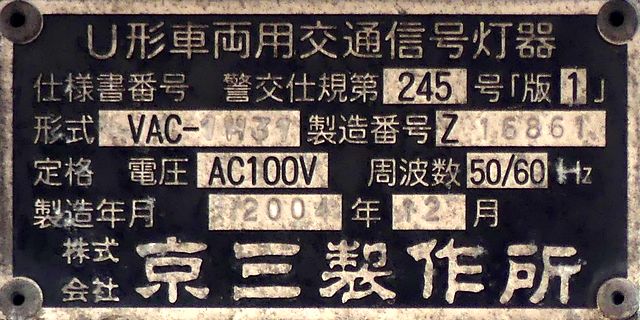 U形車両用交通信号灯器
仕様書番号 警交仕規第 245 号「版 1」
形式 VAC-1H31 製造番号 Z 16861
定格 電圧 AC100V 周波数 50/60 Hz
製造年月 2004 年 12 月
株式会社 京三製作所